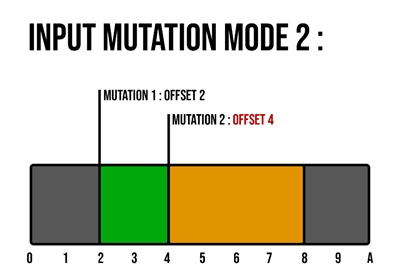 INPUT MUTATION MODE 2 :
MUTATION 1 : OFFSET 2
MUTATION 2 : OFFSET 4
0 1 2 3 4 5 6 7 8 9 A